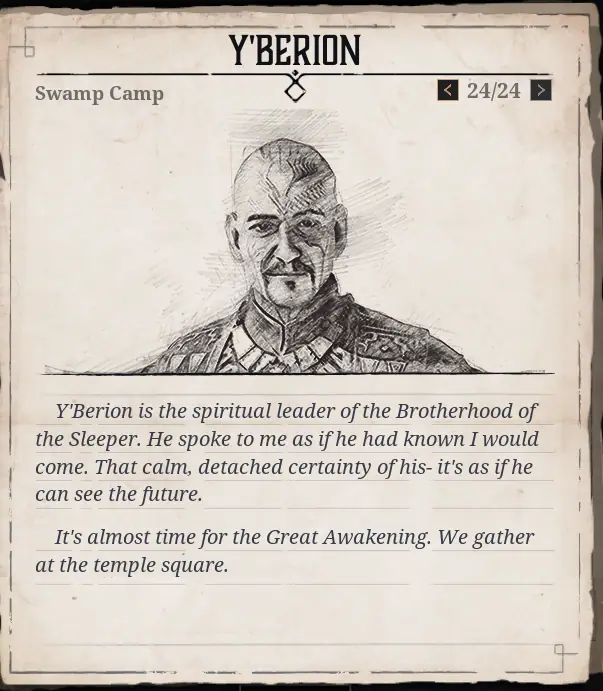 Y'BERION
Swamp Camp
24/24
Y'Berion is the spiritual leader of the Brotherhood of
the Sleeper. He spoke to me as if he had known I would
come. That calm, detached certainty of his- it's as if he
can see the future.
It's almost time for the Great Awakening. We gather
at the temple square.